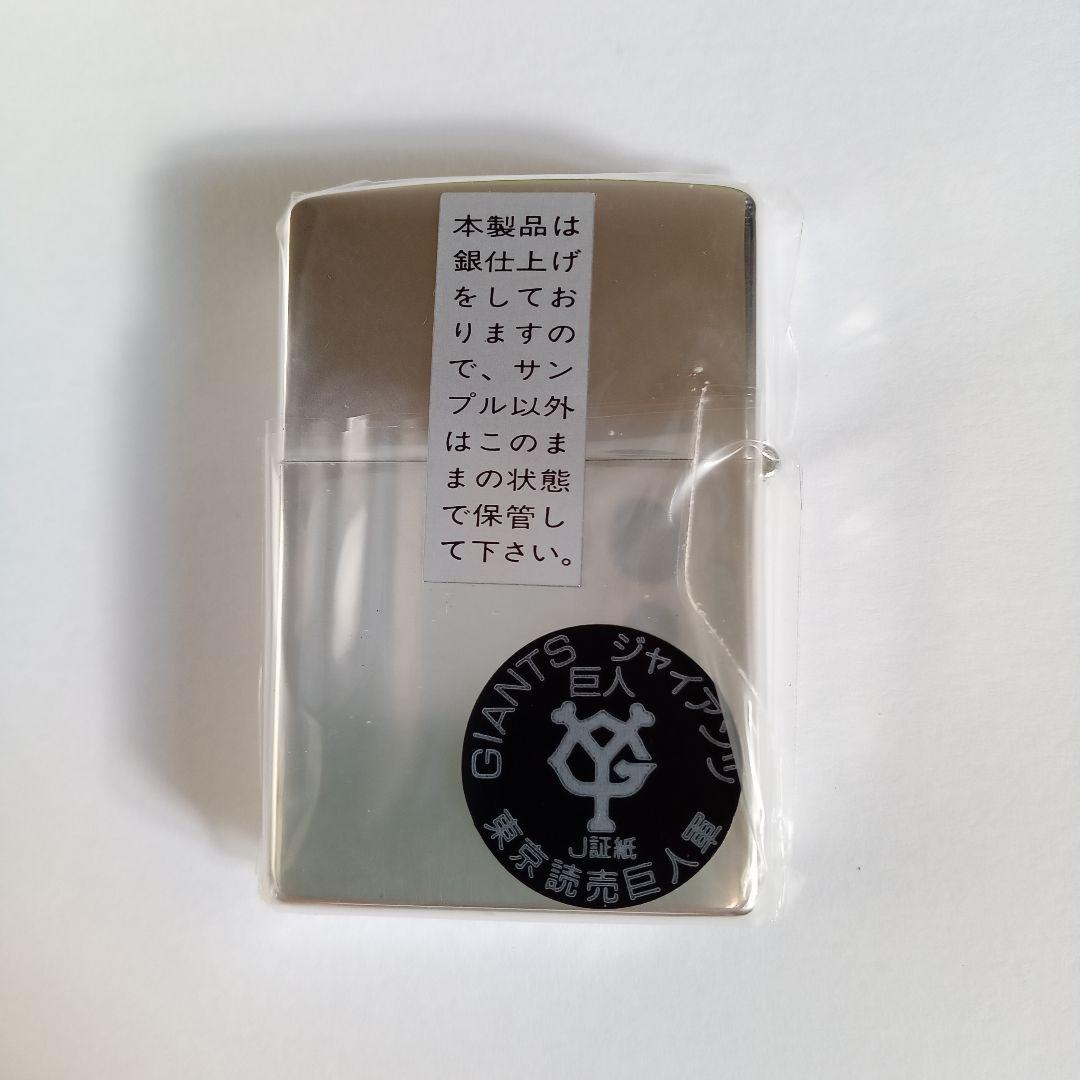 本製品は
銀仕上げ
をしてお
りますの
で、サン
プル以外
はこのま
まの状態
で保管し
て下さい。
GIANTS ジャイアンツ
巨人
YG
J証紙
東京読売巨人軍